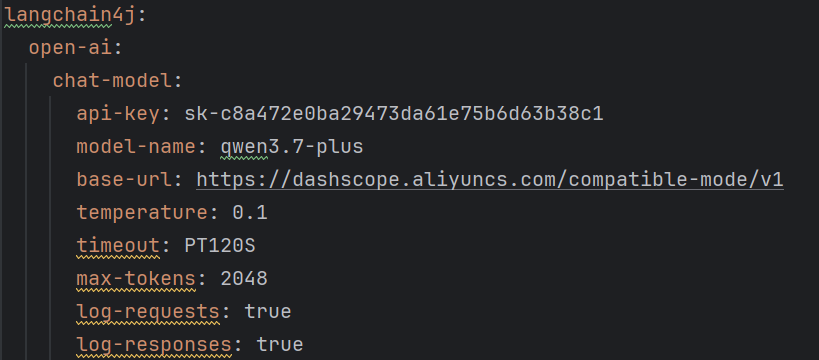 langchain4j:
open-ai:
chat-model:
api-key: sk-c8a472e0ba29473da61e75b6d63b38c1
model-name: qwen3.7-plus
base-url: https://dashscope.aliyuncs.com/compatible-mode/v1
temperature: 0.1
timeout: PT120S
max-tokens: 2048
log-requests: true
log-responses: true